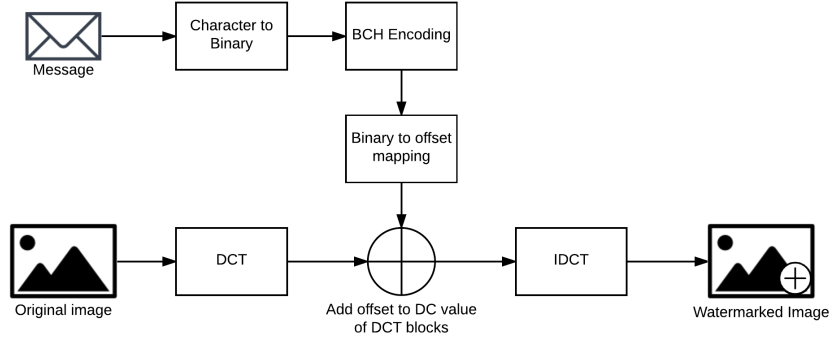 Message
Character to
Binary
BCH Encoding
Binary to offset
mapping
Original image
DCT
Add offset to DC value
of DCT blocks
IDCT
Watermarked Image